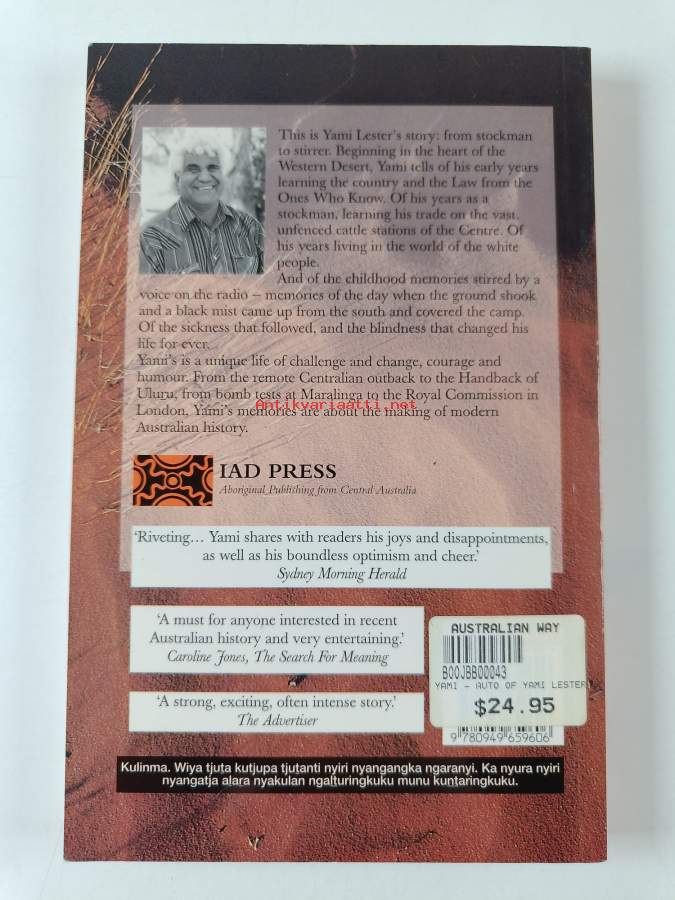 This is Yami Lester's story: from stockman
to stirrer. Beginning in the heart of the
Western Desert, Yami tells of his early years
learning the country and the Law from the
Ones Who Know. Of his years as a
stockman, learning his trade on the vast,
unfenced cattle stations of the Centre. Of
his years living in the world of the white
people.
And of the childhood memories stirred by a
voice on the radio – memories of the day when the ground shook
and a black mist came up from the south and covered the camp.
Of the sickness that followed, and the blindness that changed his
life for ever.
Yami's is a unique life of challenge and change, courage and
humour. From the remote Centralian outback to the Handback of
Uluru, from bomb tests at Maralinga to the Royal Commission in
Antikvariaatti.net
London, Yami's memories are about the making of modern
Australian history.
IAD PRESS
Aboriginal Publishing from Central Australia
'Riveting… Yami shares with readers his joys and disappointments,
as well as his boundless optimism and cheer.'
Sydney Morning Herald
'A must for anyone interested in recent
Australian history and very entertaining.'
Caroline Jones, The Search For Meaning
'A strong, exciting, often intense story.'
The Advertiser
AUSTRALIAN WAY
BOOJBB00043
YAMI - AUTO OF YAMI LESTER
$24.95
9 780949 659606
Kulinma. Wiya tjuta kutjupa tjutanti nyiri nyangangka ngaranyi. Ka nyura nyiri
nyangatja alara nyakulan ngalturingkuku munu kuntaringkuku.